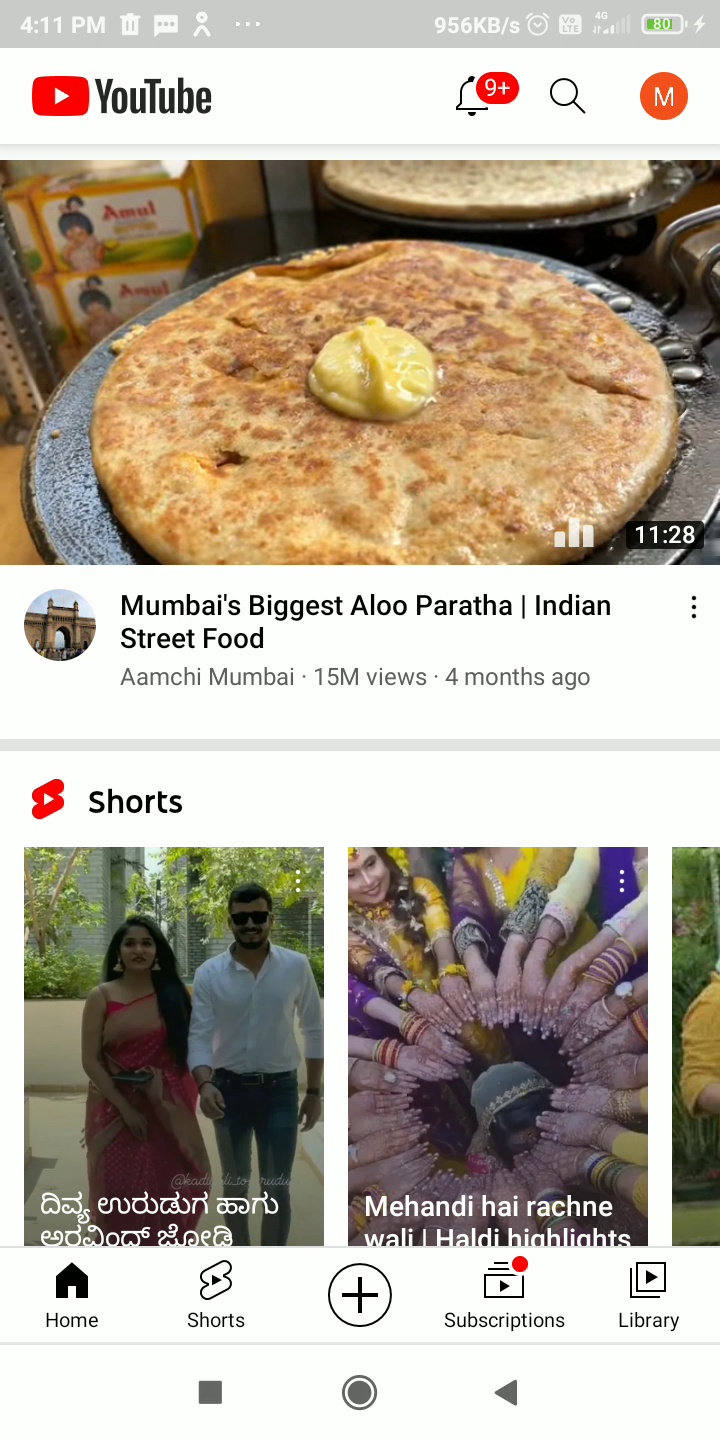 4:11 PM
956KB/s
Vo LTE
4G
80
YouTube
9+
M
Amul
Amul
11:28
Mumbai's Biggest Aloo Paratha | Indian
Street Food
Aamchi Mumbai · 15M views · 4 months ago
Shorts
ದಿವ್ಯ ಉರುಡುಗ ಹಾಗು
ಅರವಿಂದ್ ಜೋಡಿ
Mehandi hai rachne
wali | Haldi highlights
Home
Shorts
Subscriptions
Library